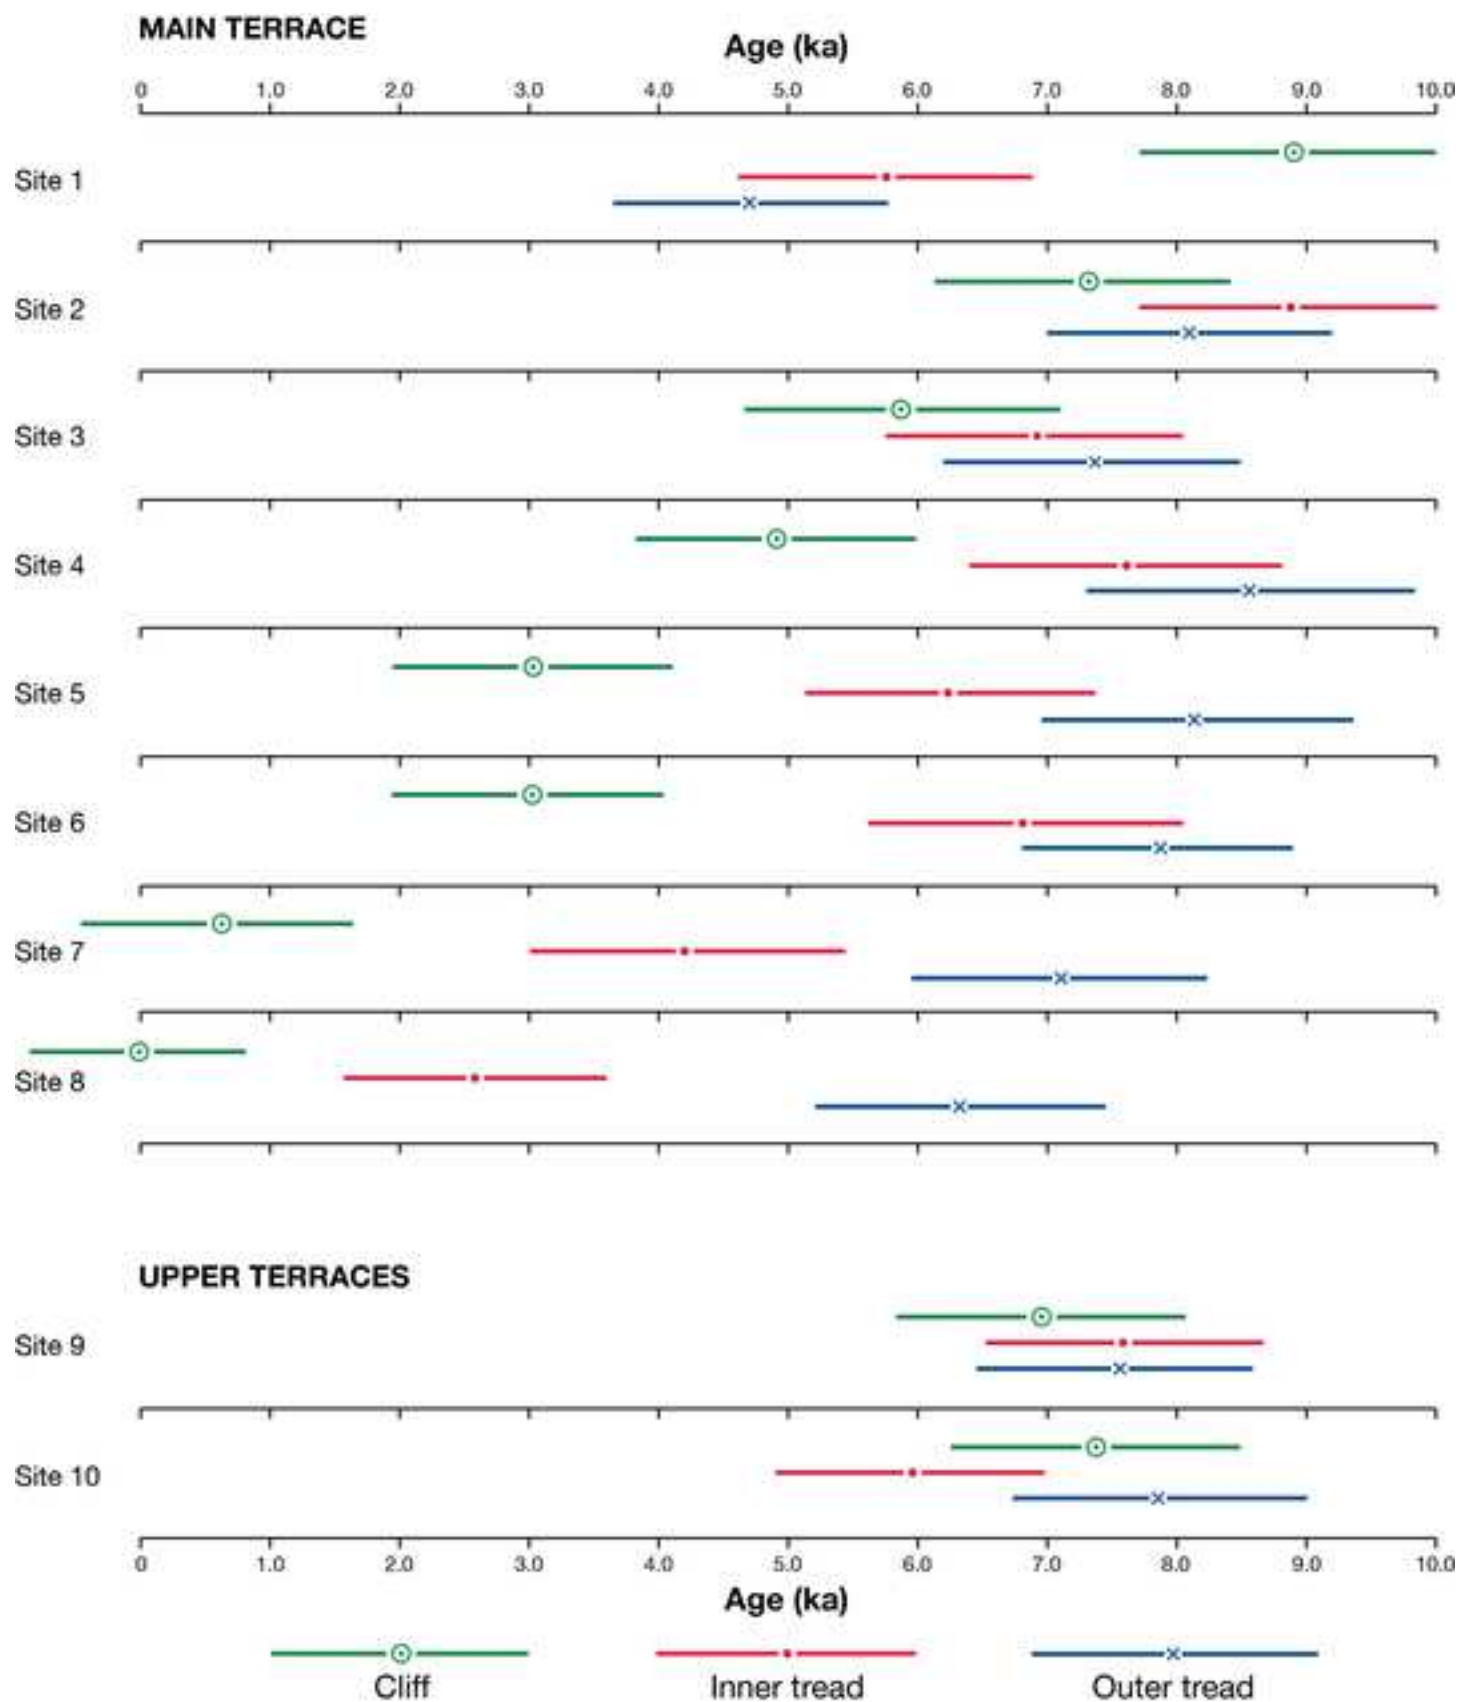 MAIN TERRACE
Age (ka)
0 1.0 2.0 3.0 4.0 5.0 6.0 7.0 8.0 9.0 10.0
Site 1
Site 2
Site 3
Site 4
Site 5
Site 6
Site 7
Site 8
UPPER TERRACES
Site 9
Site 10
0 1.0 2.0 3.0 4.0 5.0 6.0 7.0 8.0 9.0 10.0
Age (ka)
Cliff Inner tread Outer tread